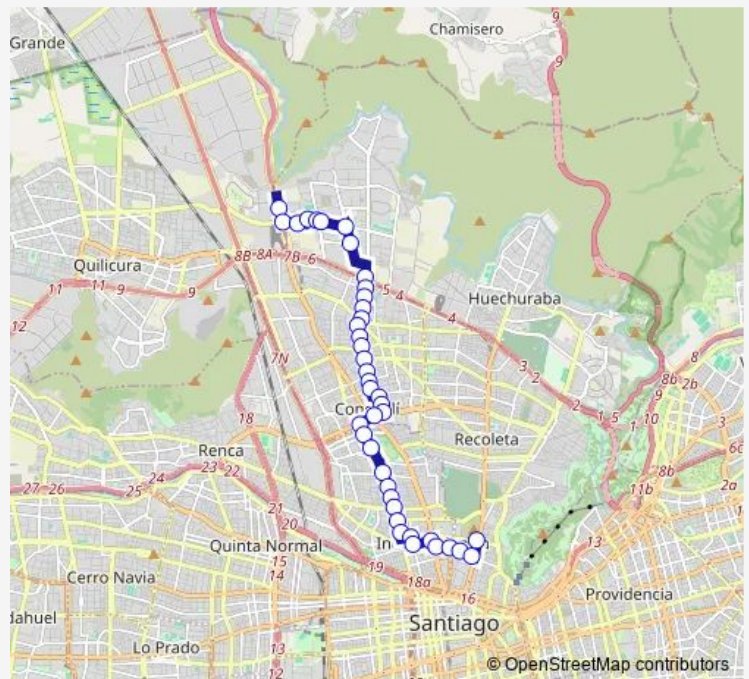 Chamisero
9
Grande
9
Quilicura
8B 8A 7B 6
5
4
11 11 9
9
4
Huechuraba
12
3
2
8
7N
2
1 5
8b 2b
9
18
1
10
3
Renca
Recoleta
6c
27 26
25
24
23
22
8b
2a
21
11b
20
Quinta Normal
In
13
15
14
19
Cerro Navia
18a
16
Providencia
dahuel
Santiago
Lo Prado
13
12
© OpenStreetMap contributors